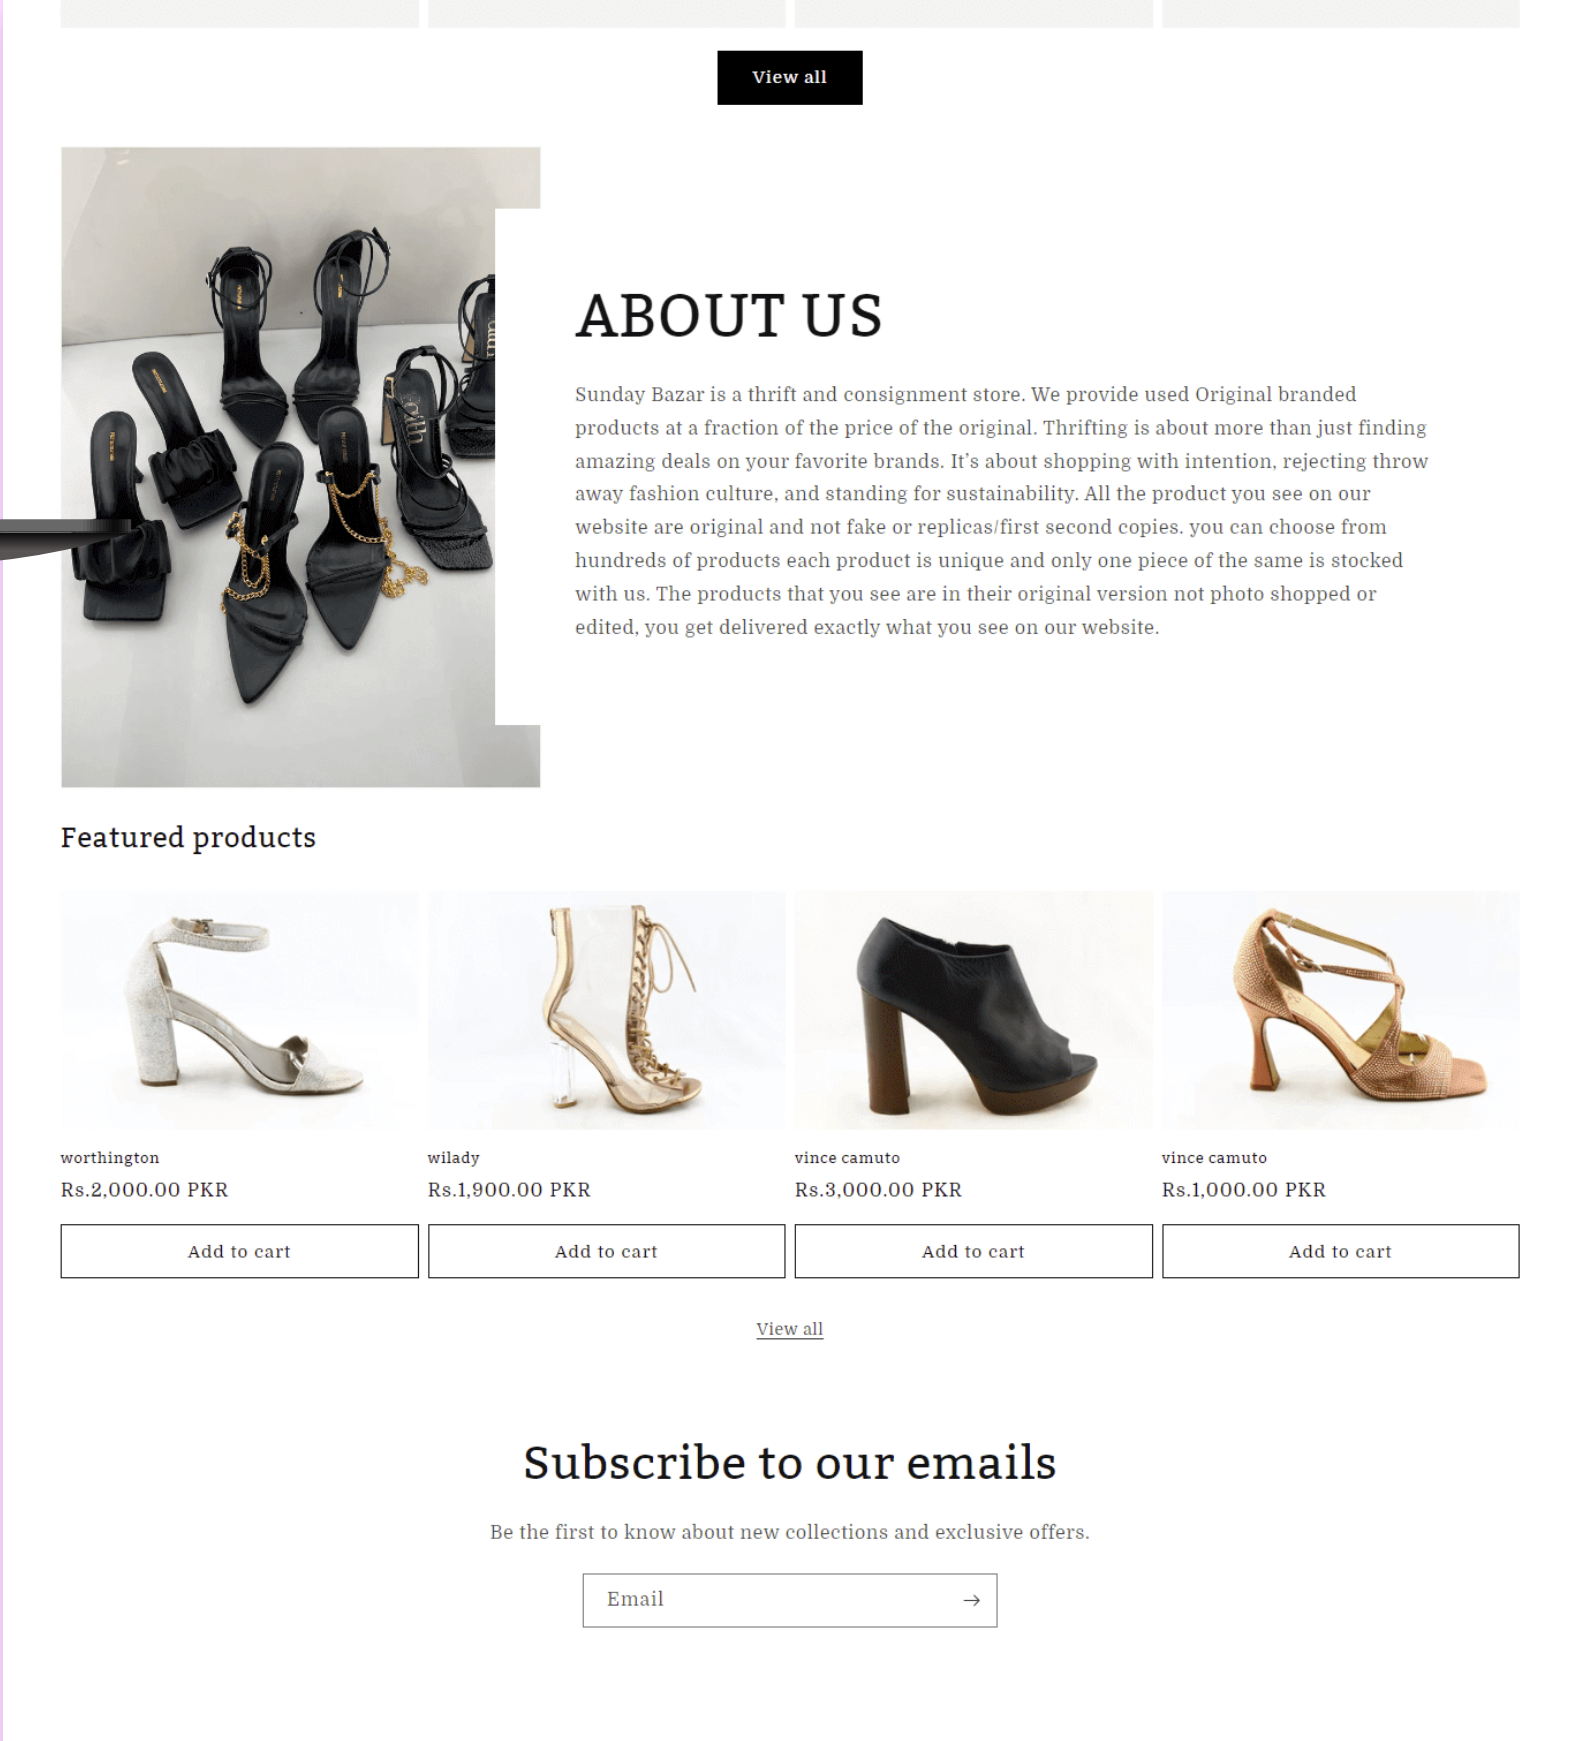 View all
ABOUT US
Sunday Bazar is a thrift and consignment store. We provide used Original branded
products at a fraction of the price of the original. Thrifting is about more than just finding
amazing deals on your favorite brands. It’s about shopping with intention, rejecting throw
away fashion culture, and standing for sustainability. All the product you see on our
website are original and not fake or replicas/first second copies. you can choose from
hundreds of products each product is unique and only one piece of the same is stocked
with us. The products that you see are in their original version not photo shopped or
edited, you get delivered exactly what you see on our website.
Featured products
worthington
Rs.2,000.00 PKR
Add to cart
wilady
Rs.1,900.00 PKR
Add to cart
vince camuto
Rs.3,000.00 PKR
Add to cart
vince camuto
Rs.1,000.00 PKR
Add to cart
View all
Subscribe to our emails
Be the first to know about new collections and exclusive offers.
Email →